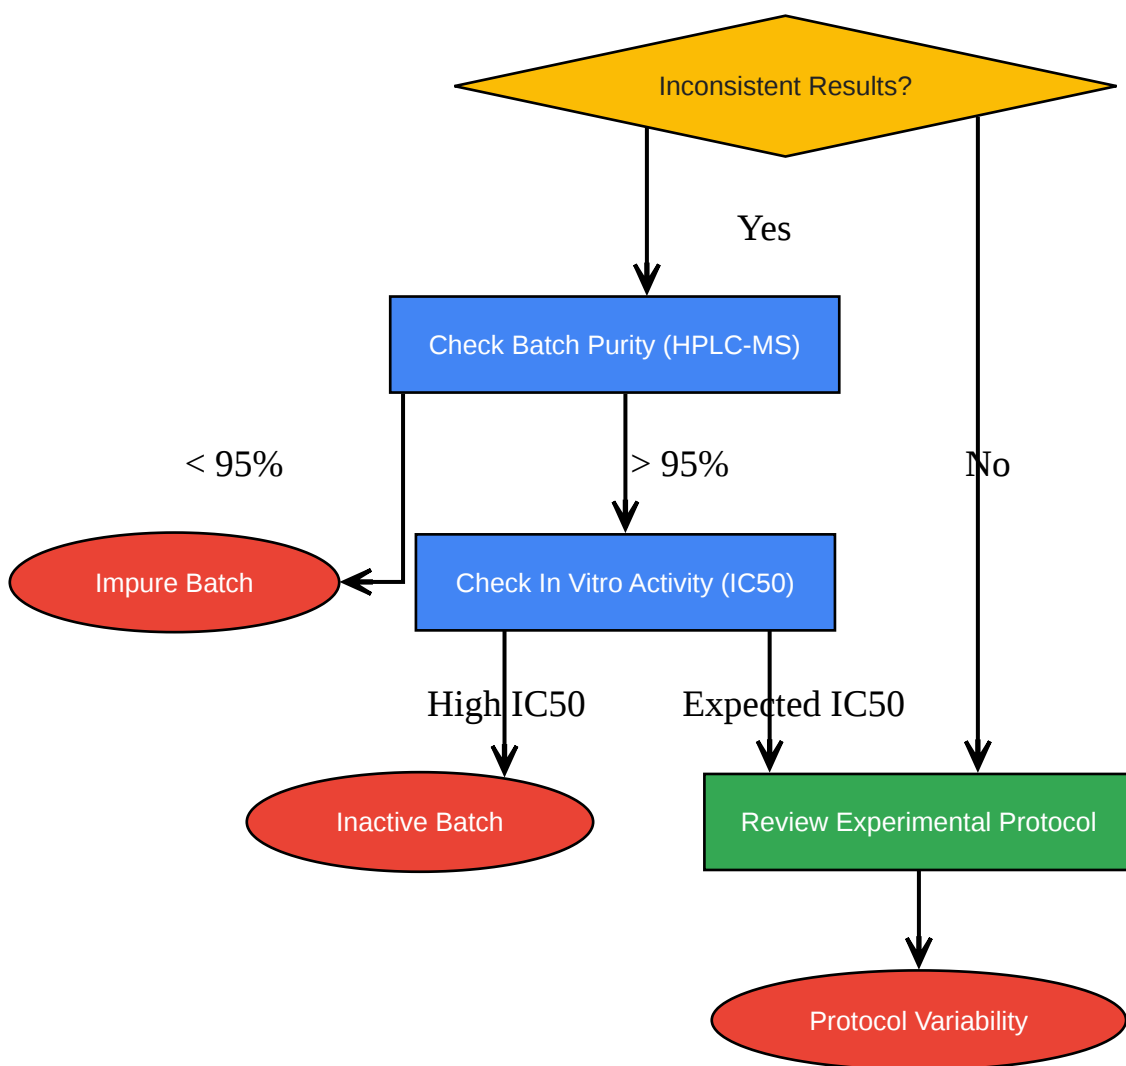 Inconsistent Results?
Yes
Check Batch Purity (HPLC-MS)
< 95%
> 95%
No
Impure Batch
Check In Vitro Activity (IC50)
High IC50
Expected IC50
Inactive Batch
Review Experimental Protocol
Protocol Variability